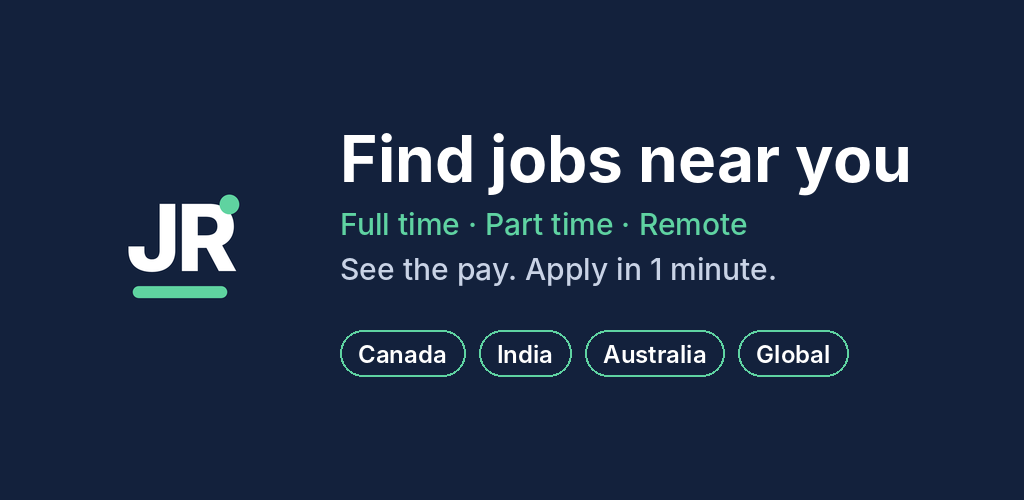 JR
Find jobs near you
Full time · Part time · Remote
See the pay. Apply in 1 minute.
Canada India Australia Global